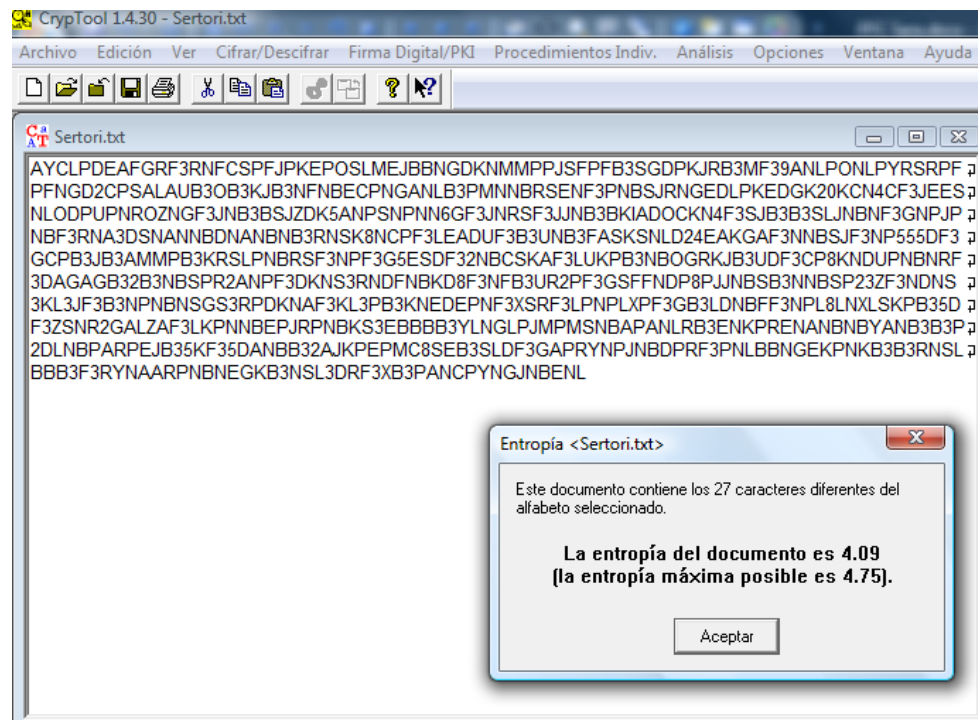 CrypTool 1.4.30 - Sertori.txt
Archivo Edición Ver Cifrar/Descifrar Firma Digital/PKI Procedimientos Indiv. Análisis Opciones Ventana Ayuda
Sertori.txt
AYCLPDEAFGRF3RNFCSPFJPKEPOSLMEJBBNGDKNMMPPJSFPFB3SGDPKJRB3MF39ANLPONLPYRSRPF
PFNGD2CPSALAUB3OB3KJB3NFNBECPNGANLB3PMNNBRSENF3PNBSJRNGEDLPKEDGK20KCN4CF3JEES
NLODPUPNROZNGF3JNB3BSJZDK5ANPSNPNN6GF3JNRSF3JJNB3BKIADOCKN4F3SJB3B3SLJNBNF3GNPJP
NBF3RNA3DSNANNBDNANBNB3RNSK8NCPF3LEADUF3B3UNB3FASKSNLD24EAKGAF3NNBSJF3NP555DF3
GCPB3JB3AMMPB3KRSLPNBRSF3NPF3G5ESDF32NBCSKAF3LUKPB3NBOGRKJB3UDF3CP8KNDUPNBNRF
3DAGAGB32B3NBSPR2ANPF3DKNS3RNDFNBKD8F3NFB3UR2PF3GSFFNDP8PJJNBSB3NNBSP23ZF3NDNS
3KL3JF3B3NPNBNSGS3RPDKNAF3KL3PB3KNEDEPNF3XSRF3LPNPLXPF3GB3LDNBFF3NPL8LNXLSKPB35D
F3ZSNR2GALZAF3LKPNNBEPJRPNBKS3EBBBB3YLNGLPJMPMSNBAPANLRB3ENKPRENANBNBYANB3B3P
2DLNBPARPEJB35KF35DANBB32AJKPEPMC8SEB3SLDF3GAPRYNPJNBDPRF3PNLBBNGEKPNKB3B3RNSL
BBB3F3RYNAARPNBNEGKB3NSL3DRF3XB3PANCPYNGJNBENL
Entropía <Sertori.txt>
Este documento contiene los 27 caracteres diferentes del
alfabeto seleccionado.
La entropía del documento es 4.09
(la entropía máxima posible es 4.75).
Aceptar